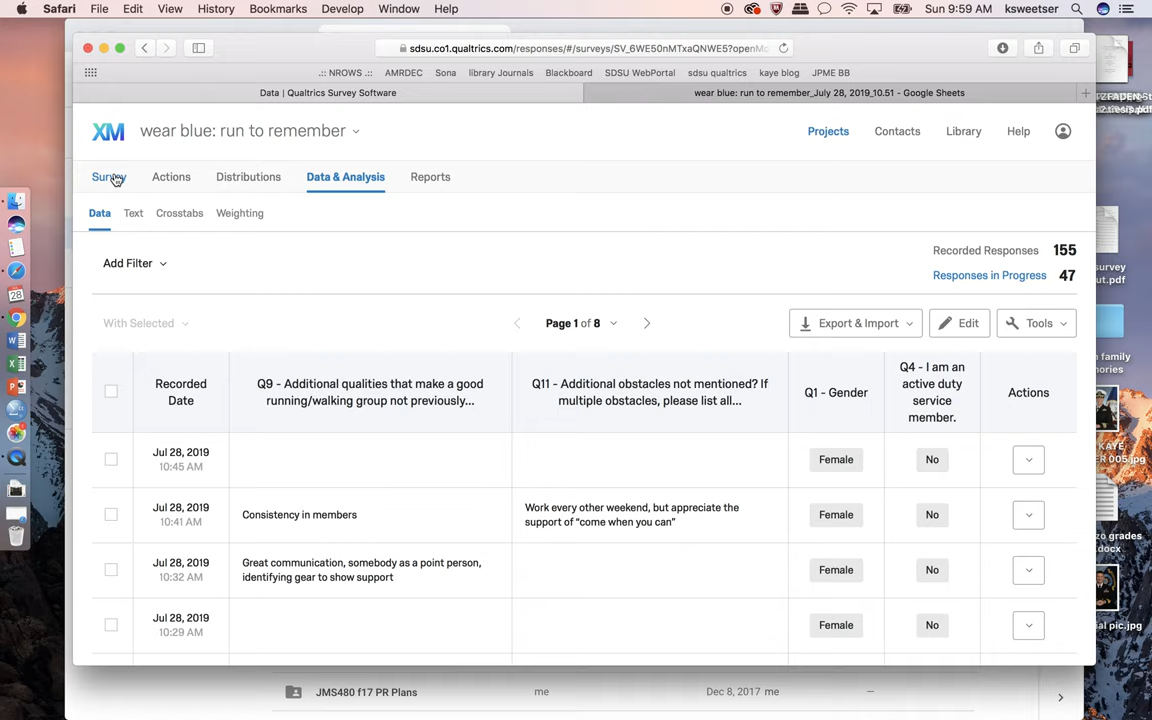 Safari File Edit View History Bookmarks Develop Window Help Sun 9:59 AM ksweetser
sdsu.co1.qualtrics.com/responses/#/surveys/SV_6WE50nMTxaQNWE5?openMo
.:: NROWS .:: AMRDEC Sona library Journals Blackboard SDSU WebPortal sdsu qualtrics kaye blog JPME BB
Data | Qualtrics Survey Software wear blue: run to remember_July 28, 2019_10.51 - Google Sheets
XM wear blue: run to remember Projects Contacts Library Help
Survey Actions Distributions Data & Analysis Reports
Data Text Crosstabs Weighting
Recorded Responses 155
Add Filter
Responses in Progress 47
With Selected Page 1 of 8 Export & Import Edit Tools
Recorded Date
Q9 - Additional qualities that make a good running/walking group not previously...
Q11 - Additional obstacles not mentioned? If multiple obstacles, please list all...
Q1 - Gender
Q4 - I am an active duty service member.
Actions
Jul 28, 2019
10:45 AM
Female No
Jul 28, 2019
10:41 AM
Consistency in members
Work every other weekend, but appreciate the
support of “come when you can”
Female No
Jul 28, 2019
10:32 AM
Great communication, somebody as a point person,
identifying gear to show support
Female No
Jul 28, 2019
10:29 AM
Female No
JMS480 f17 PR Plans me Dec 8, 2017 me —
survey
ut.pdf
family
ories
KAYE
ER 005.jpg
zo grades
.docx
ial pic.jpg
28